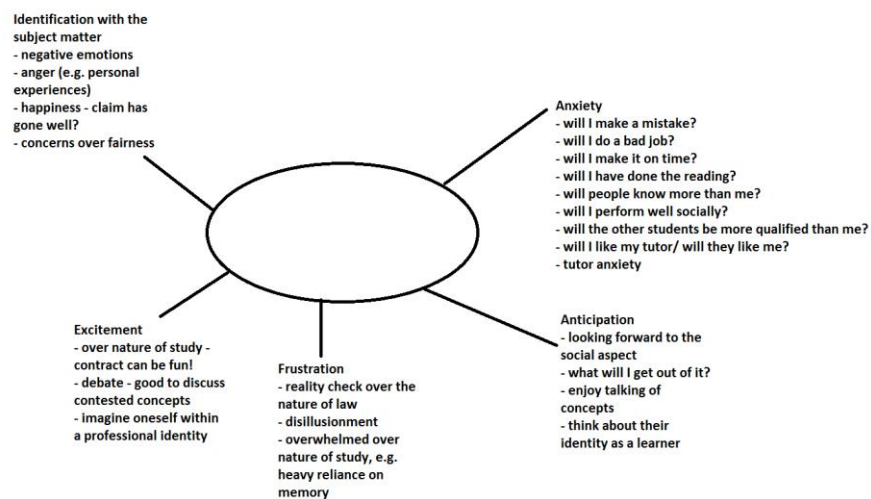 Identification with the
subject matter
- negative emotions
- anger (e.g. personal
experiences)
- happiness - claim has
gone well?
- concerns over fairness
Anxiety
- will I make a mistake?
- will I do a bad job?
- will I make it on time?
- will I have done the reading?
- will people know more than me?
- will I perform well socially?
- will the other students be more qualified than me?
- will I like my tutor/ will they like me?
- tutor anxiety
Excitement
- over nature of study -
contract can be fun!
- debate - good to discuss
contested concepts
- imagine oneself within
a professional identity
Frustration
- reality check over the
nature of law
- disillusionment
- overwhelmed over
nature of study, e.g.
heavy reliance on
memory
Anticipation
- looking forward to the
social aspect
- what will I get out of it?
- enjoy talking of
concepts
- think about their
identity as a learner